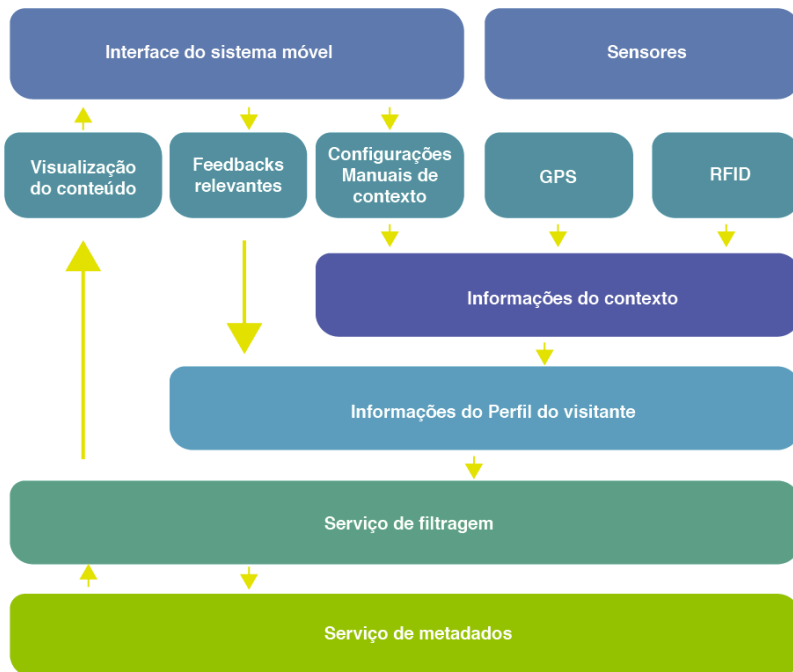 Interface do sistema móvel
Sensores
Visualização
do conteúdo
Feedbacks
relevantes
Configurações
Manuais de
contexto
GPS
RFID
Informações do contexto
Informações do Perfil do visitante
Serviço de filtragem
Serviço de metadados